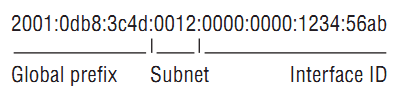 2001:0db8:3c4d:0012:0000:0000:1234:56ab
Global prefix Subnet Interface ID